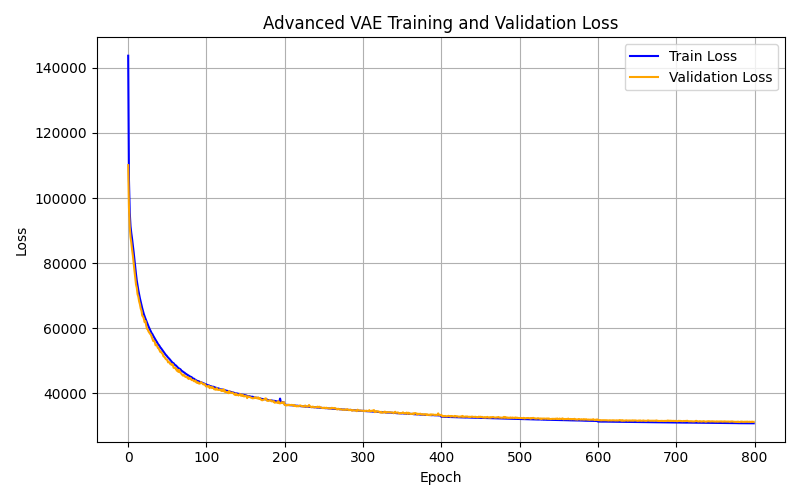 Advanced VAE Training and Validation Loss
Train Loss
Validation Loss
Loss
140000
120000
100000
80000
60000
40000
0 100 200 300 400 500 600 700 800
Epoch